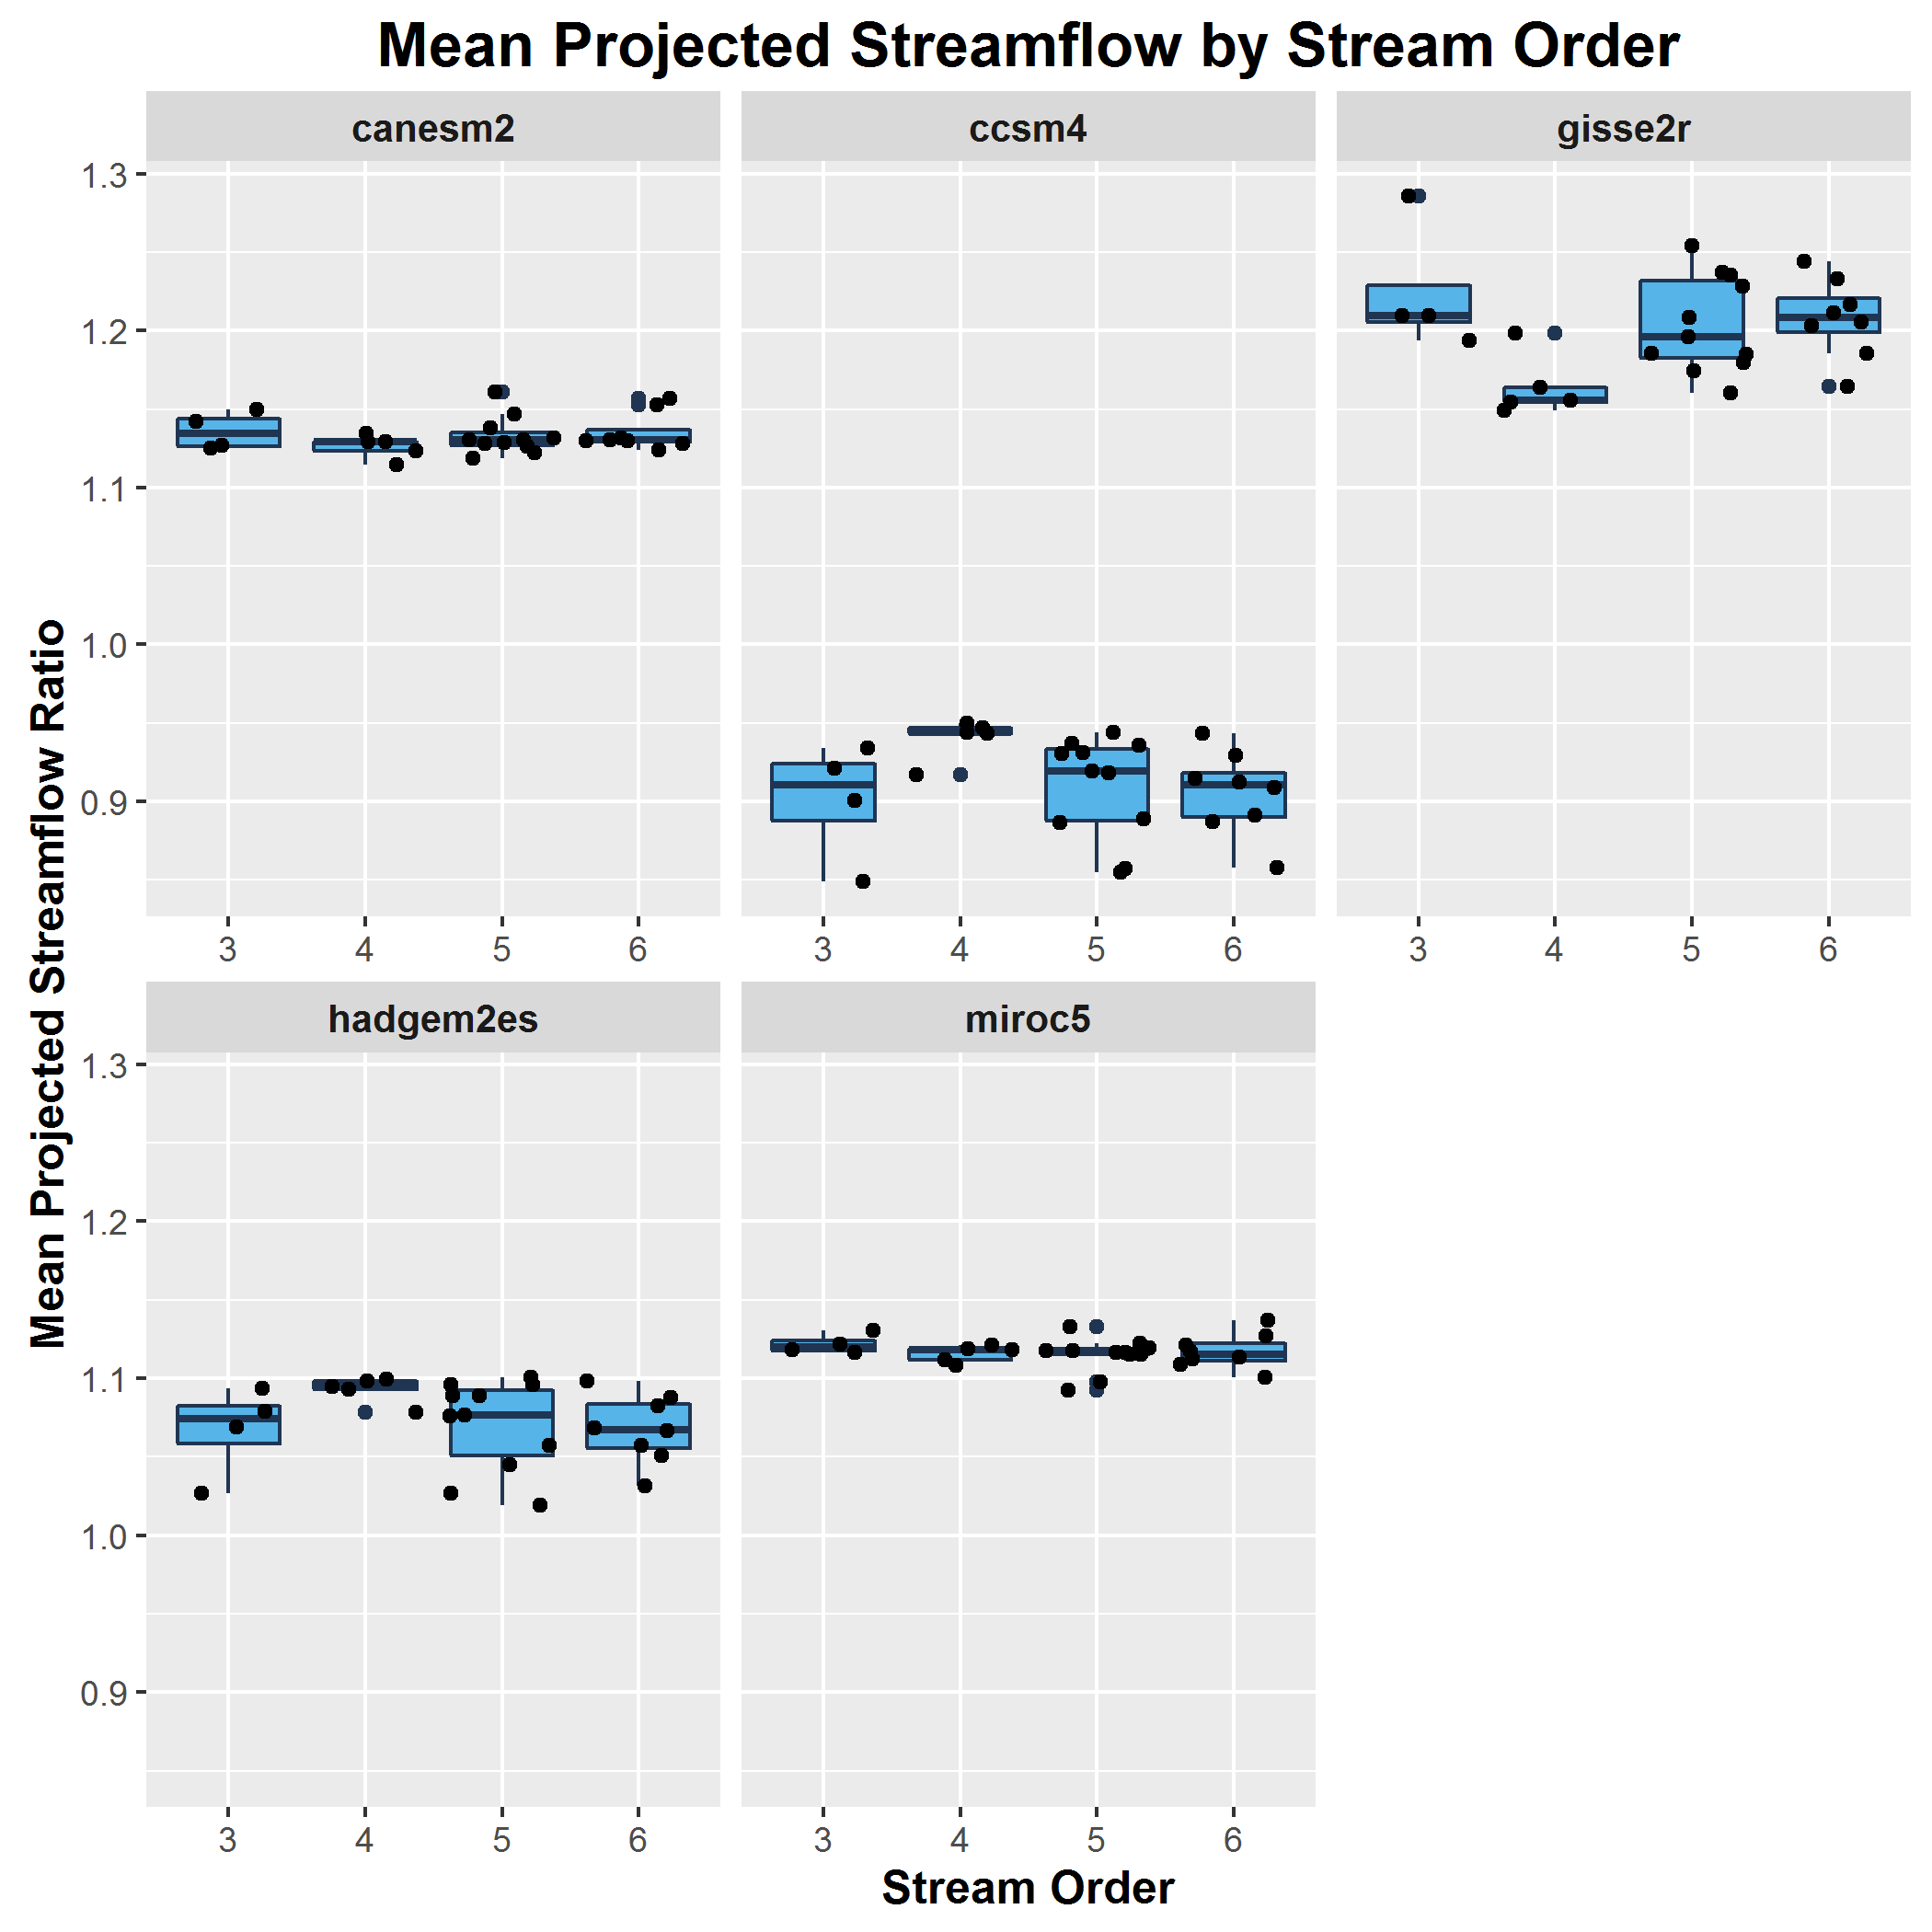 Mean Projected Streamflow by Stream Order
canesm2 ccsm4 gisse2r
1.3
1.2
1.1
1.0
0.9
3 4 5 6 3 4 5 6 3 4 5 6
Mean Projected Streamflow Ratio
hadgem2es miroc5
1.3
1.2
1.1
1.0
0.9
3 4 5 6 3 4 5 6
Stream Order